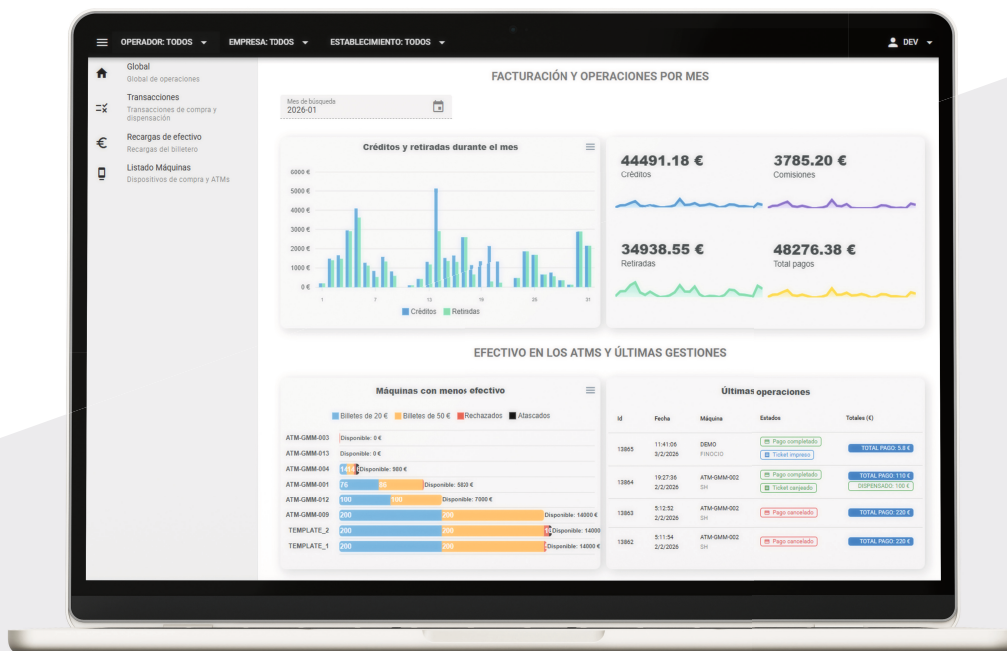 OPERADOR: TODOS
EMPRESA: TODOS
ESTABLECIMIENTO: TODOS
DEV
Global
Global de operaciones
Transacciones
Transacciones de compra y
dispensación
Recargas de efectivo
Recargas del billetero
Listado Máquinas
Dispositivos de compra y ATMs
FACTURACIÓN Y OPERACIONES POR MES
Mes de búsqueda
2026-01
Créditos y retiradas durante el mes
6000 €
5000 €
4000 €
3000 €
2000 €
1000 €
0 €
1
7
13
19
25
31
Créditos
Retiradas
44491.18 €
Créditos
3785.20 €
Comisiones
34938.55 €
Retiradas
48276.38 €
Total pagos
EFECTIVO EN LOS ATMS Y ÚLTIMAS GESTIONES
Máquinas con menos efectivo
Billetes de 20 €
Billetes de 50 €
Rechazados
Atascados
ATM-GMM-003 Disponible: 0 €
ATM-GMM-013 Disponible: 0 €
ATM-GMM-004 14 14 Disponible: 980 €
ATM-GMM-001 76 86 Disponible: 5820 €
ATM-GMM-012 100 100 Disponible: 7000 €
ATM-GMM-009 200 200 Disponible: 14000 €
TEMPLATE_2 200 200 Disponible: 14000
TEMPLATE_1 200 200 Disponible: 14000 €
Últimas operaciones
Id Fecha Máquina Estados Totales (€)
13865 11:41:06 3/2/2026 DEMO FINOCIO Pago completado Ticket impreso TOTAL PAGO: 5.8 €
13864 19:27:36 2/2/2026 ATM-GMM-002 SH Pago completado Ticket canjeado TOTAL PAGO: 110 € DISPENSADO: 100 €
13863 5:12:52 2/2/2026 ATM-GMM-002 SH Pago cancelado TOTAL PAGO: 220 €
13862 5:11:54 2/2/2026 ATM-GMM-002 SH Pago cancelado TOTAL PAGO: 220 €